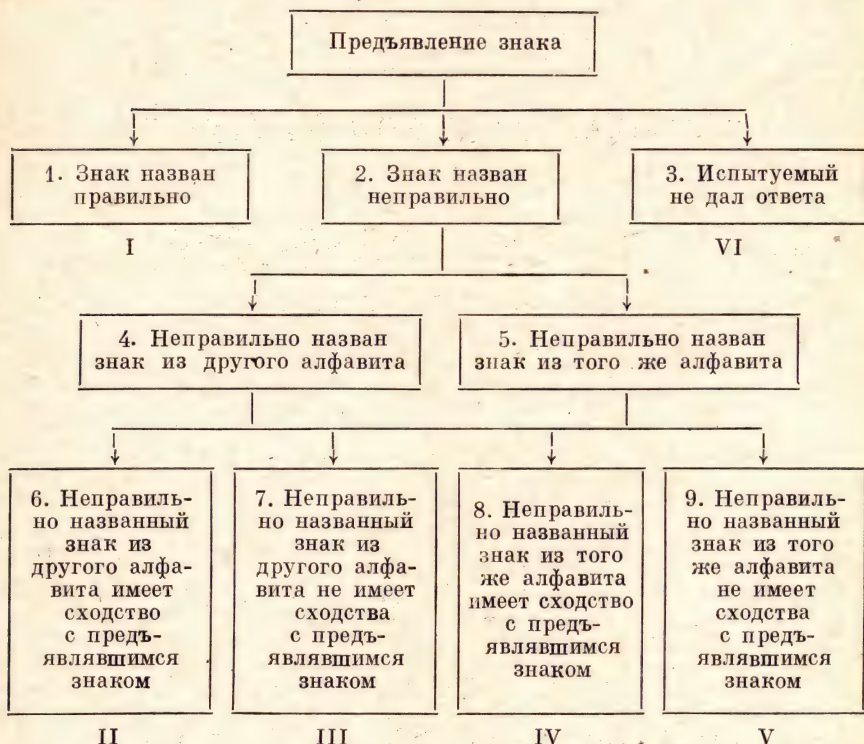 Предъявление знака
1. Знак назван
правильно
2. Знак назван
неправильно
3. Испытуемый
не дал ответа
I
VI
4. Неправильно назван
знак из другого алфавита
5. Неправильно назван
знак из того же алфавита
6. Неправиль-
но названный
знак из
другого алфа-
вита имеет
сходство
с предъ-
являвшимся
знаком
7. Неправиль-
но названный
знак из
другого алфа-
вита не имеет
сходства
с предъ-
являвшимся
знаком
8. Неправиль-
но названный
знак из того
же алфавита
имеет сходство
с предъ-
являвшимся
знаком
9. Неправиль-
но названный
знак из того
же алфавита
не имеет
сходства
с предъ-
являвшимся
знаком
II
III
IV
V